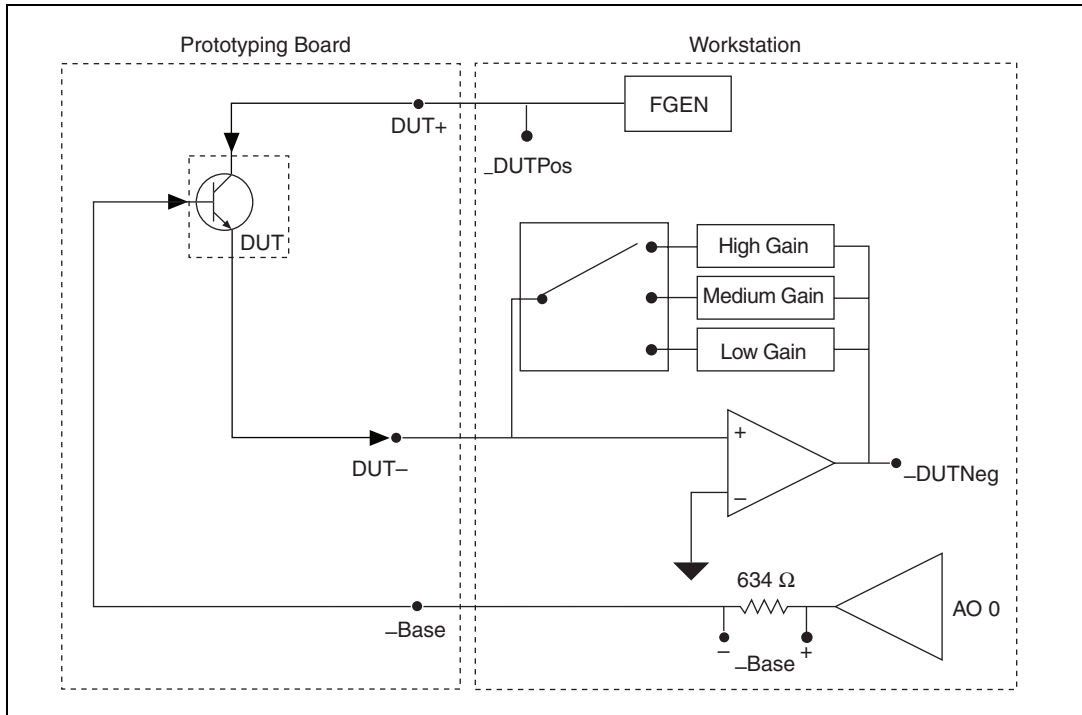 Prototyping Board
Workstation
DUT+
FGEN
_DUTPos
DUT
High Gain
Medium Gain
Low Gain
+
–
DUT–
–DUTNeg
634 Ω
AO 0
–Base
– –Base +